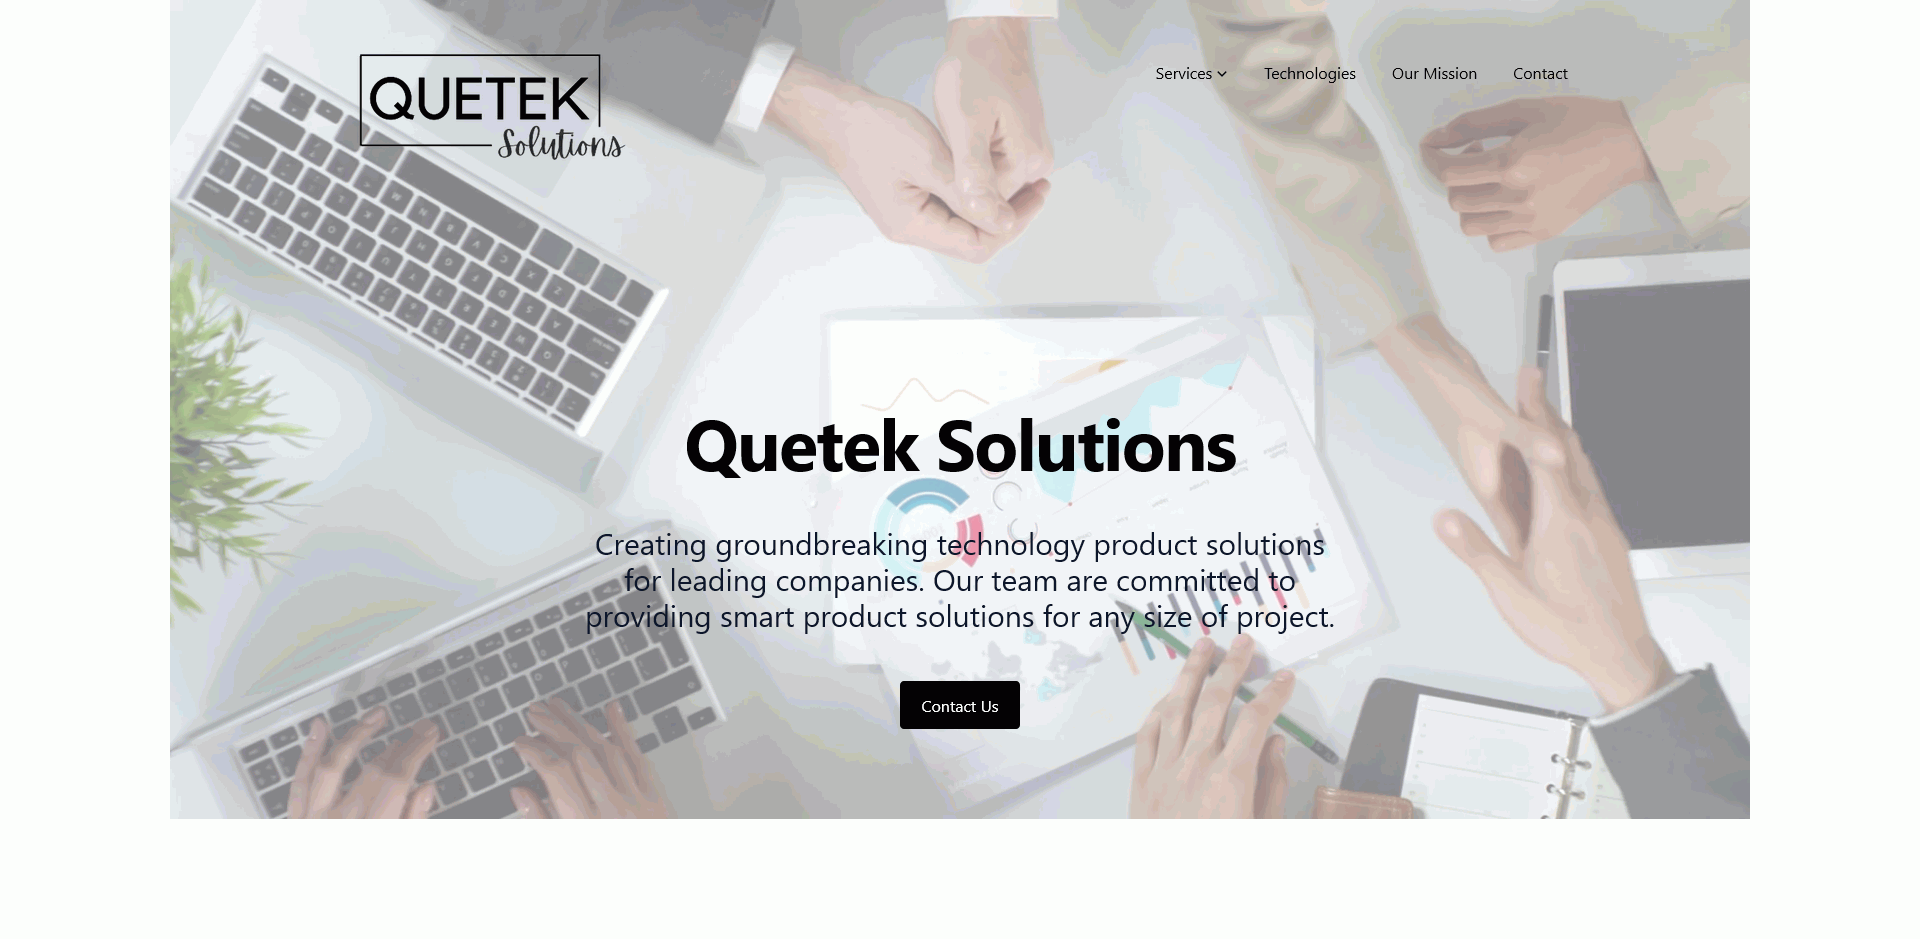 QUETEK
Solutions
Services
Technologies
Our Mission
Contact
Quetek Solutions
Creating groundbreaking technology product solutions
for leading companies. Our team are committed to
providing smart product solutions for any size of project.
Contact Us